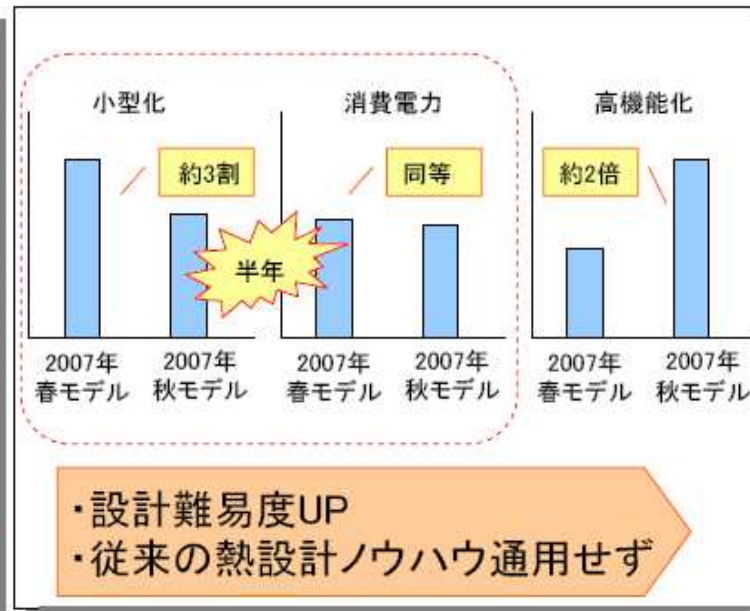 小型化
消費電力
高機能化
約3割
同等
約2倍
半年
2007年
春モデル
2007年
秋モデル
2007年
春モデル
2007年
秋モデル
2007年
春モデル
2007年
秋モデル
・設計難易度UP
・従来の熱設計ノウハウ通用せず